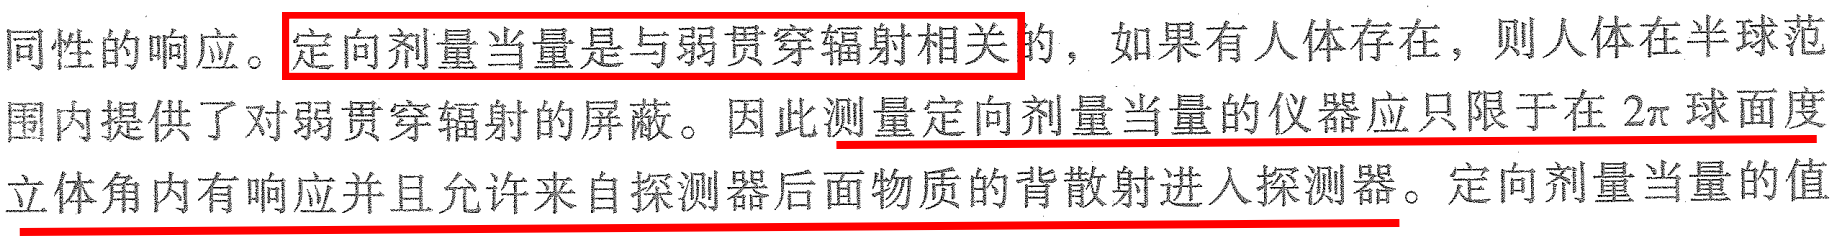 同性的响应。定向剂量当量是与弱贯穿辐射相关的，如果有人体存在，则人体在半球范
围内提供了对弱贯穿辐射的屏蔽。因此测量定向剂量当量的仪器应只限于在 2π 球面度
立体角内有响应并且允许来自探测器后面物质的背散射进入探测器。定向剂量当量的值